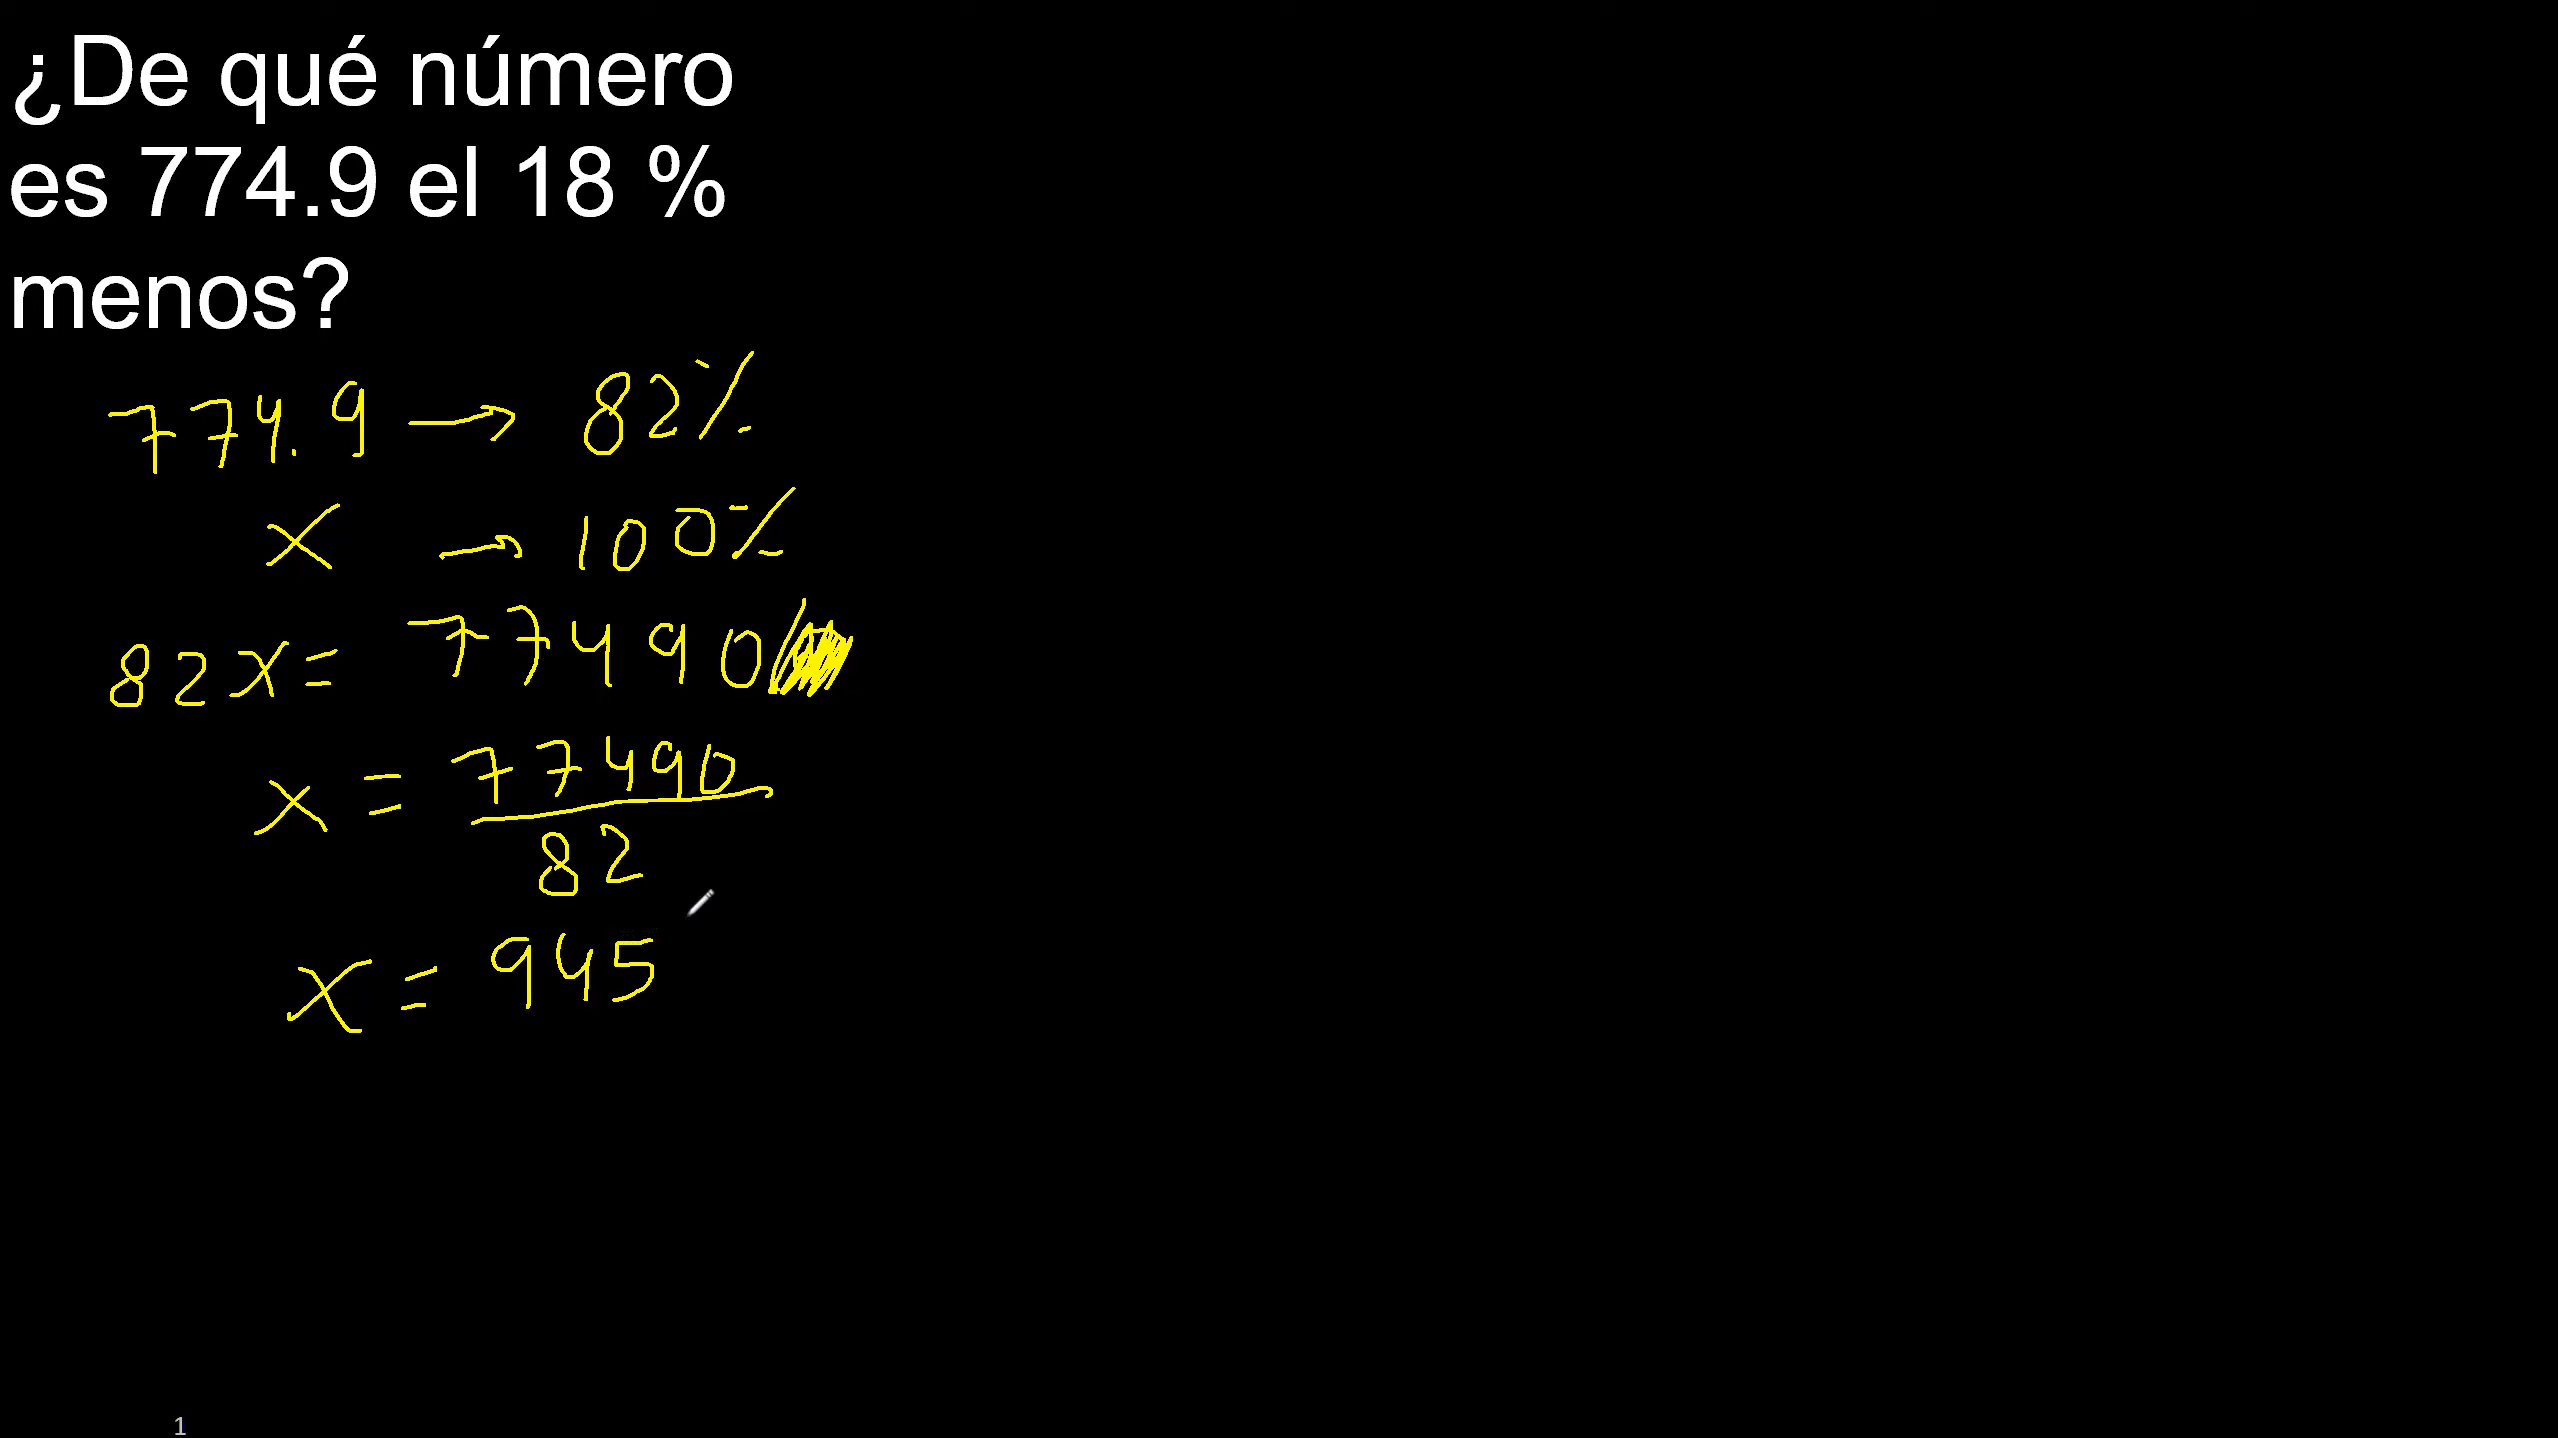 ¿De qué número
es 774.9 el 18 %
menos?
774.9 → 82%
x → 100%
82x = 77490
x = 77490
82
x = 945
1